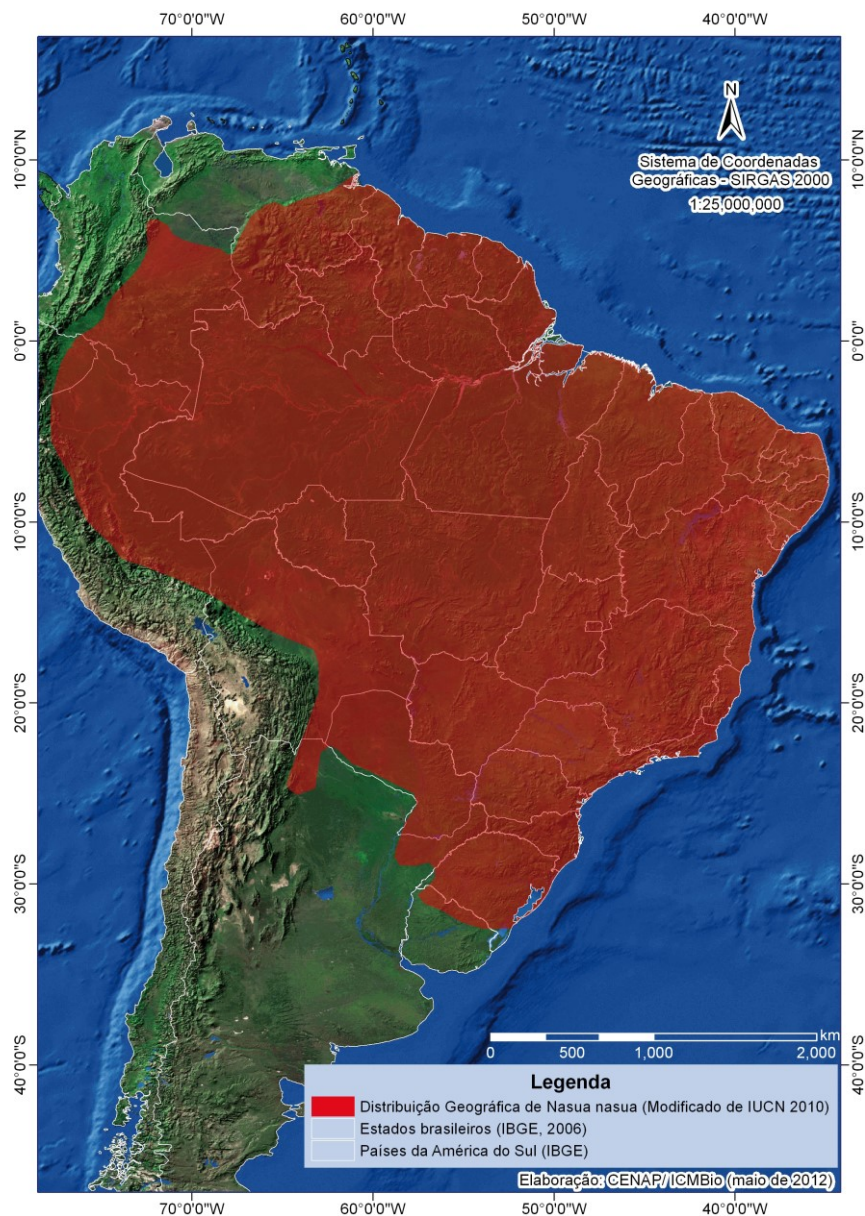 70°0'0"W 60°0'0"W 50°0'0"W 40°0'0"W
N
Sistema de Coordenadas
Geográficas - SIRGAS 2000
1:25,000,000
10°0'0"N 10°0'0"N
0°0'0" 0°0'0"
10°0'0"S 10°0'0"S
20°0'0"S 20°0'0"S
30°0'0"S 30°0'0"S
40°0'0"S 40°0'0"S
km
0 500 1,000 2,000
Legenda
Distribuição Geográfica de Nasua nasua (Modificado de IUCN 2010)
Estados brasileiros (IBGE, 2006)
Países da América do Sul (IBGE)
Elaboração: CENAP/ ICMBio (maio de 2012)
70°0'0"W 60°0'0"W 50°0'0"W 40°0'0"W